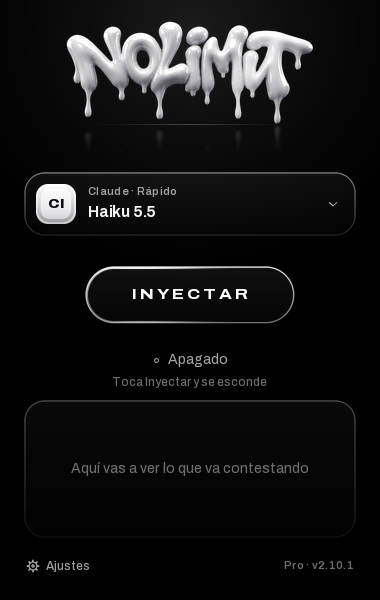 NOLIMIT
Cl
Claude · Rápido
Haiku 5.5
INYECTAR
Apagado
Toca Inyectar y se esconde
Aquí vas a ver lo que va contestando
Ajustes
Pro · v2.10.1